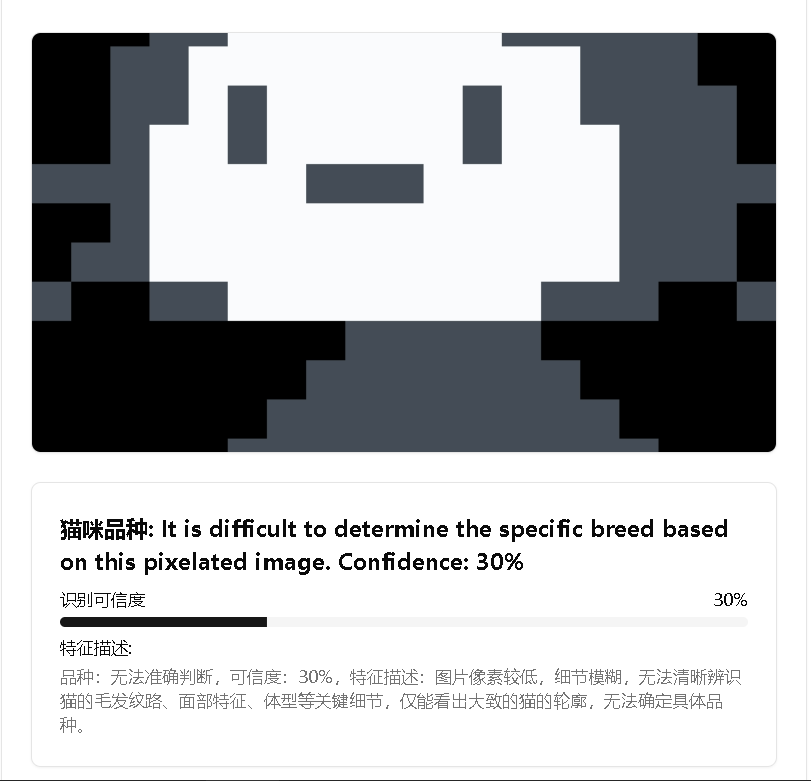 猫咪品种: It is difficult to determine the specific breed based
on this pixelated image. Confidence: 30%
识别可信度 30%
特征描述:
品种：无法准确判断，可信度：30%，特征描述：图片像素较低，细节模糊，无法清晰辨识
猫的毛发纹路、面部特征、体型等关键细节，仅能看出大致的猫的轮廓，无法确定具体品
种。